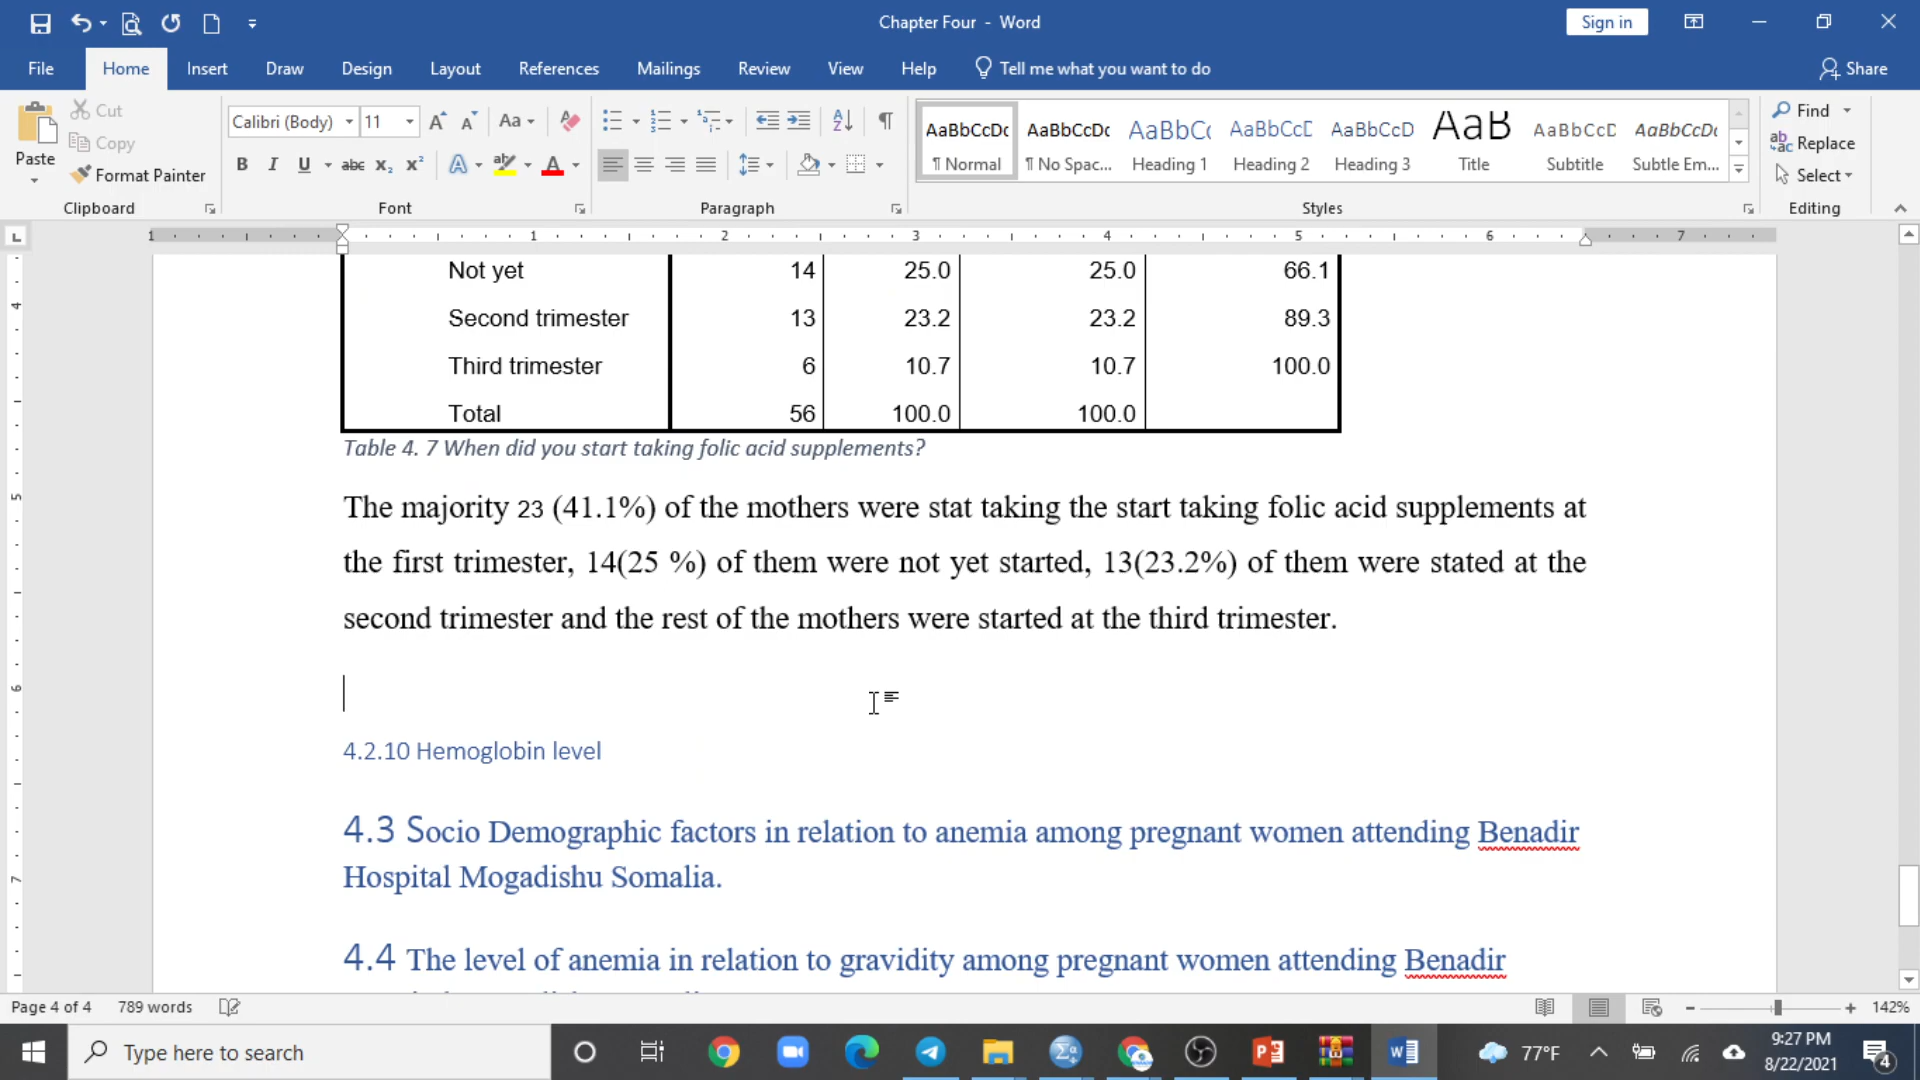 Chapter Four - Word
Sign in
File Home Insert Draw Design Layout References Mailings Review View Help Tell me what you want to do Share
Cut
Copy
Paste
Format Painter
Clipboard
Calibri (Body) 11
Font
Paragraph
AaBbCcDc AaBbCcDc AaBbCc AaBbCcD AaBbCcD AaB AaBbCcD AaBbCcDc
¶ Normal ¶ No Spac... Heading 1 Heading 2 Heading 3 Title Subtitle Subtle Em...
Styles
Find
Replace
Select
Editing
1 1 2 3 4 5 6 7
Not yet 14 25.0 25.0 66.1
Second trimester 13 23.2 23.2 89.3
Third trimester 6 10.7 10.7 100.0
Total 56 100.0 100.0
Table 4. 7 When did you start taking folic acid supplements?
The majority 23 (41.1%) of the mothers were stat taking the start taking folic acid supplements at
the first trimester, 14(25 %) of them were not yet started, 13(23.2%) of them were stated at the
second trimester and the rest of the mothers were started at the third trimester.
4.2.10 Hemoglobin level
4.3 Socio Demographic factors in relation to anemia among pregnant women attending Benadir
Hospital Mogadishu Somalia.
4.4 The level of anemia in relation to gravidity among pregnant women attending Benadir
Page 4 of 4 789 words 142%
Type here to search
77°F
9:27 PM
8/22/2021
4